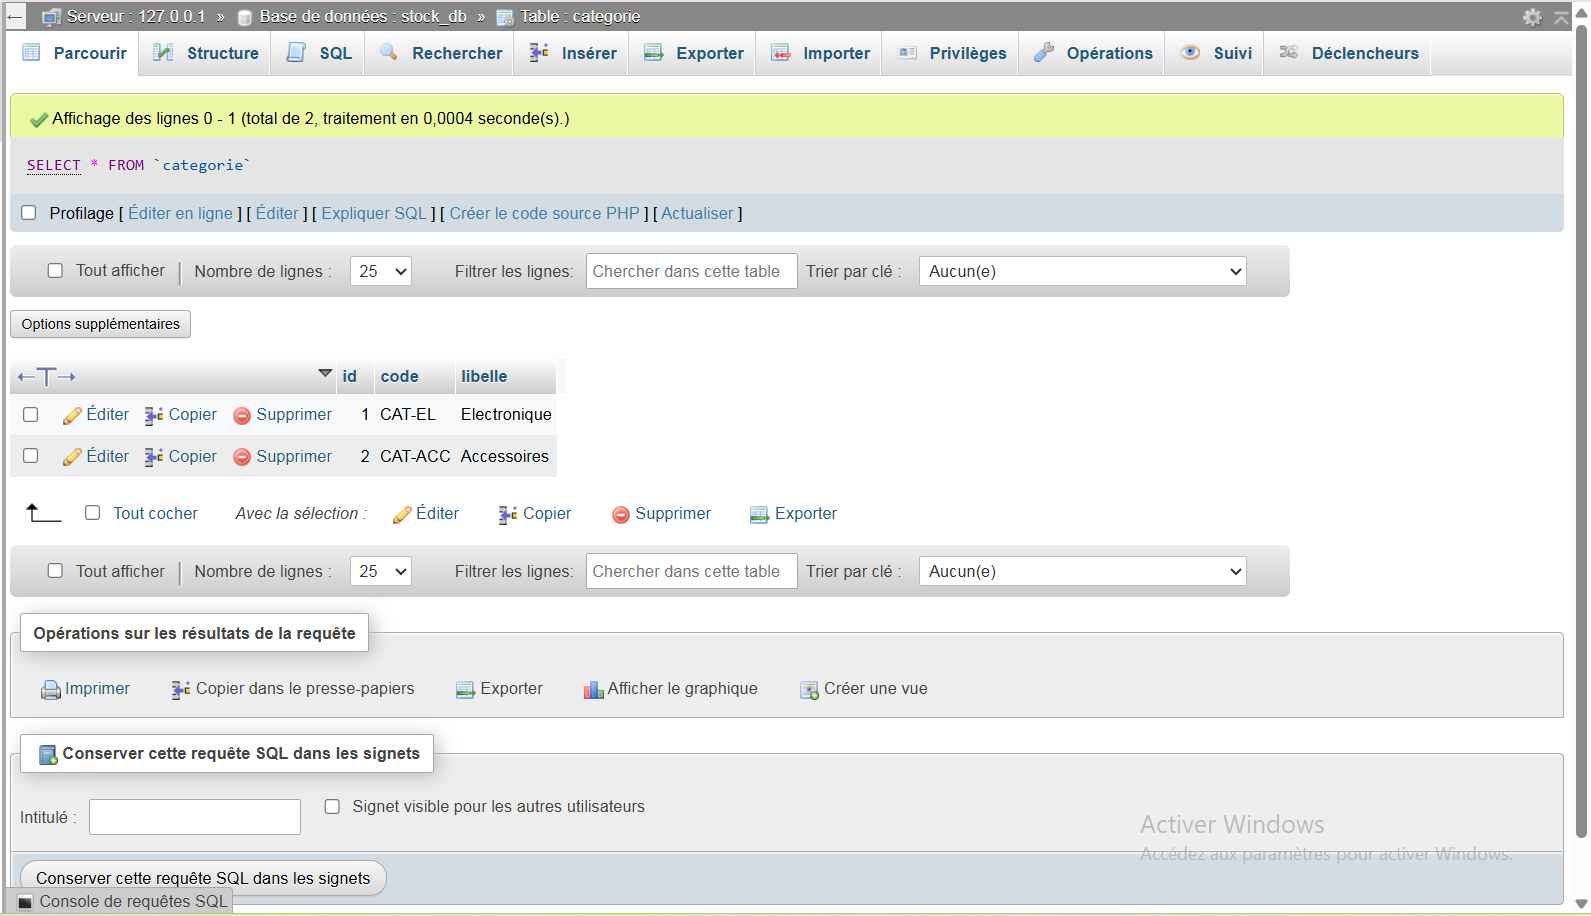 Serveur : 127.0.0.1 » Base de données : stock_db » Table : categorie
Parcourir Structure SQL Rechercher Insérer Exporter Importer Privilèges Opérations Suivi Déclencheurs
Affichage des lignes 0 - 1 (total de 2, traitement en 0,0004 seconde(s).)
SELECT * FROM `categorie`
Profilage [ Éditer en ligne ] [ Éditer ] [ Expliquer SQL ] [ Créer le code source PHP ] [ Actualiser ]
Tout afficher Nombre de lignes : 25 Filtrer les lignes: Chercher dans cette table Trier par clé : Aucun(e)
Options supplémentaires
←T→ id code libelle
Éditer Copier Supprimer 1 CAT-EL Electronique
Éditer Copier Supprimer 2 CAT-ACC Accessoires
Tout cocher Avec la sélection : Éditer Copier Supprimer Exporter
Tout afficher Nombre de lignes : 25 Filtrer les lignes: Chercher dans cette table Trier par clé : Aucun(e)
Opérations sur les résultats de la requête
Imprimer Copier dans le presse-papiers Exporter Afficher le graphique Créer une vue
Conserver cette requête SQL dans les signets
Intitulé : Signet visible pour les autres utilisateurs
Activer Windows
Accédez aux paramètres pour activer Windows.
Conserver cette requête SQL dans les signets
Console de requêtes SQL